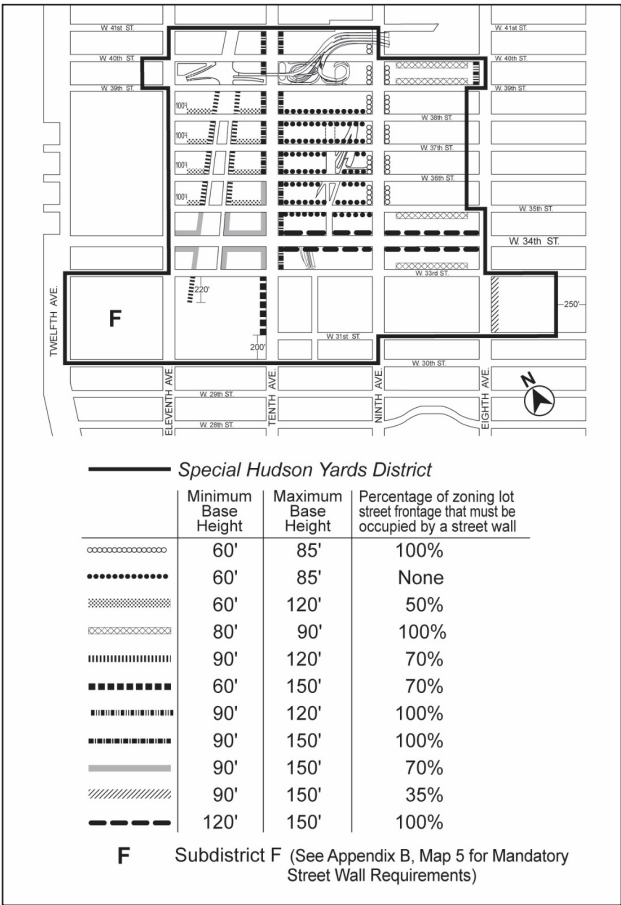 W. 41st ST. W. 41st ST.
W. 40th ST. W. 40th ST.
W. 39th ST. W. 39th ST.
100'
W. 38th ST.
100'
W. 37th ST.
100'
W. 36th ST.
100'
W. 35th ST.
W. 34th ST.
W. 33rd ST.
220'
250'
F
TWELFTH AVE.
200'
W. 31st ST.
W. 30th ST.
ELEVENTH AVE.
TENTH AVE.
NINTH AVE.
EIGHTH AVE.
N
W. 29th ST.
W. 28th ST.
Special Hudson Yards District
Minimum Base Height
Maximum Base Height
Percentage of zoning lot street frontage that must be occupied by a street wall
60' 85' 100%
60' 85' None
60' 120' 50%
80' 90' 100%
90' 120' 70%
60' 150' 70%
90' 120' 100%
90' 150' 100%
90' 150' 70%
90' 150' 35%
120' 150' 100%
F Subdistrict F (See Appendix B, Map 5 for Mandatory
Street Wall Requirements)